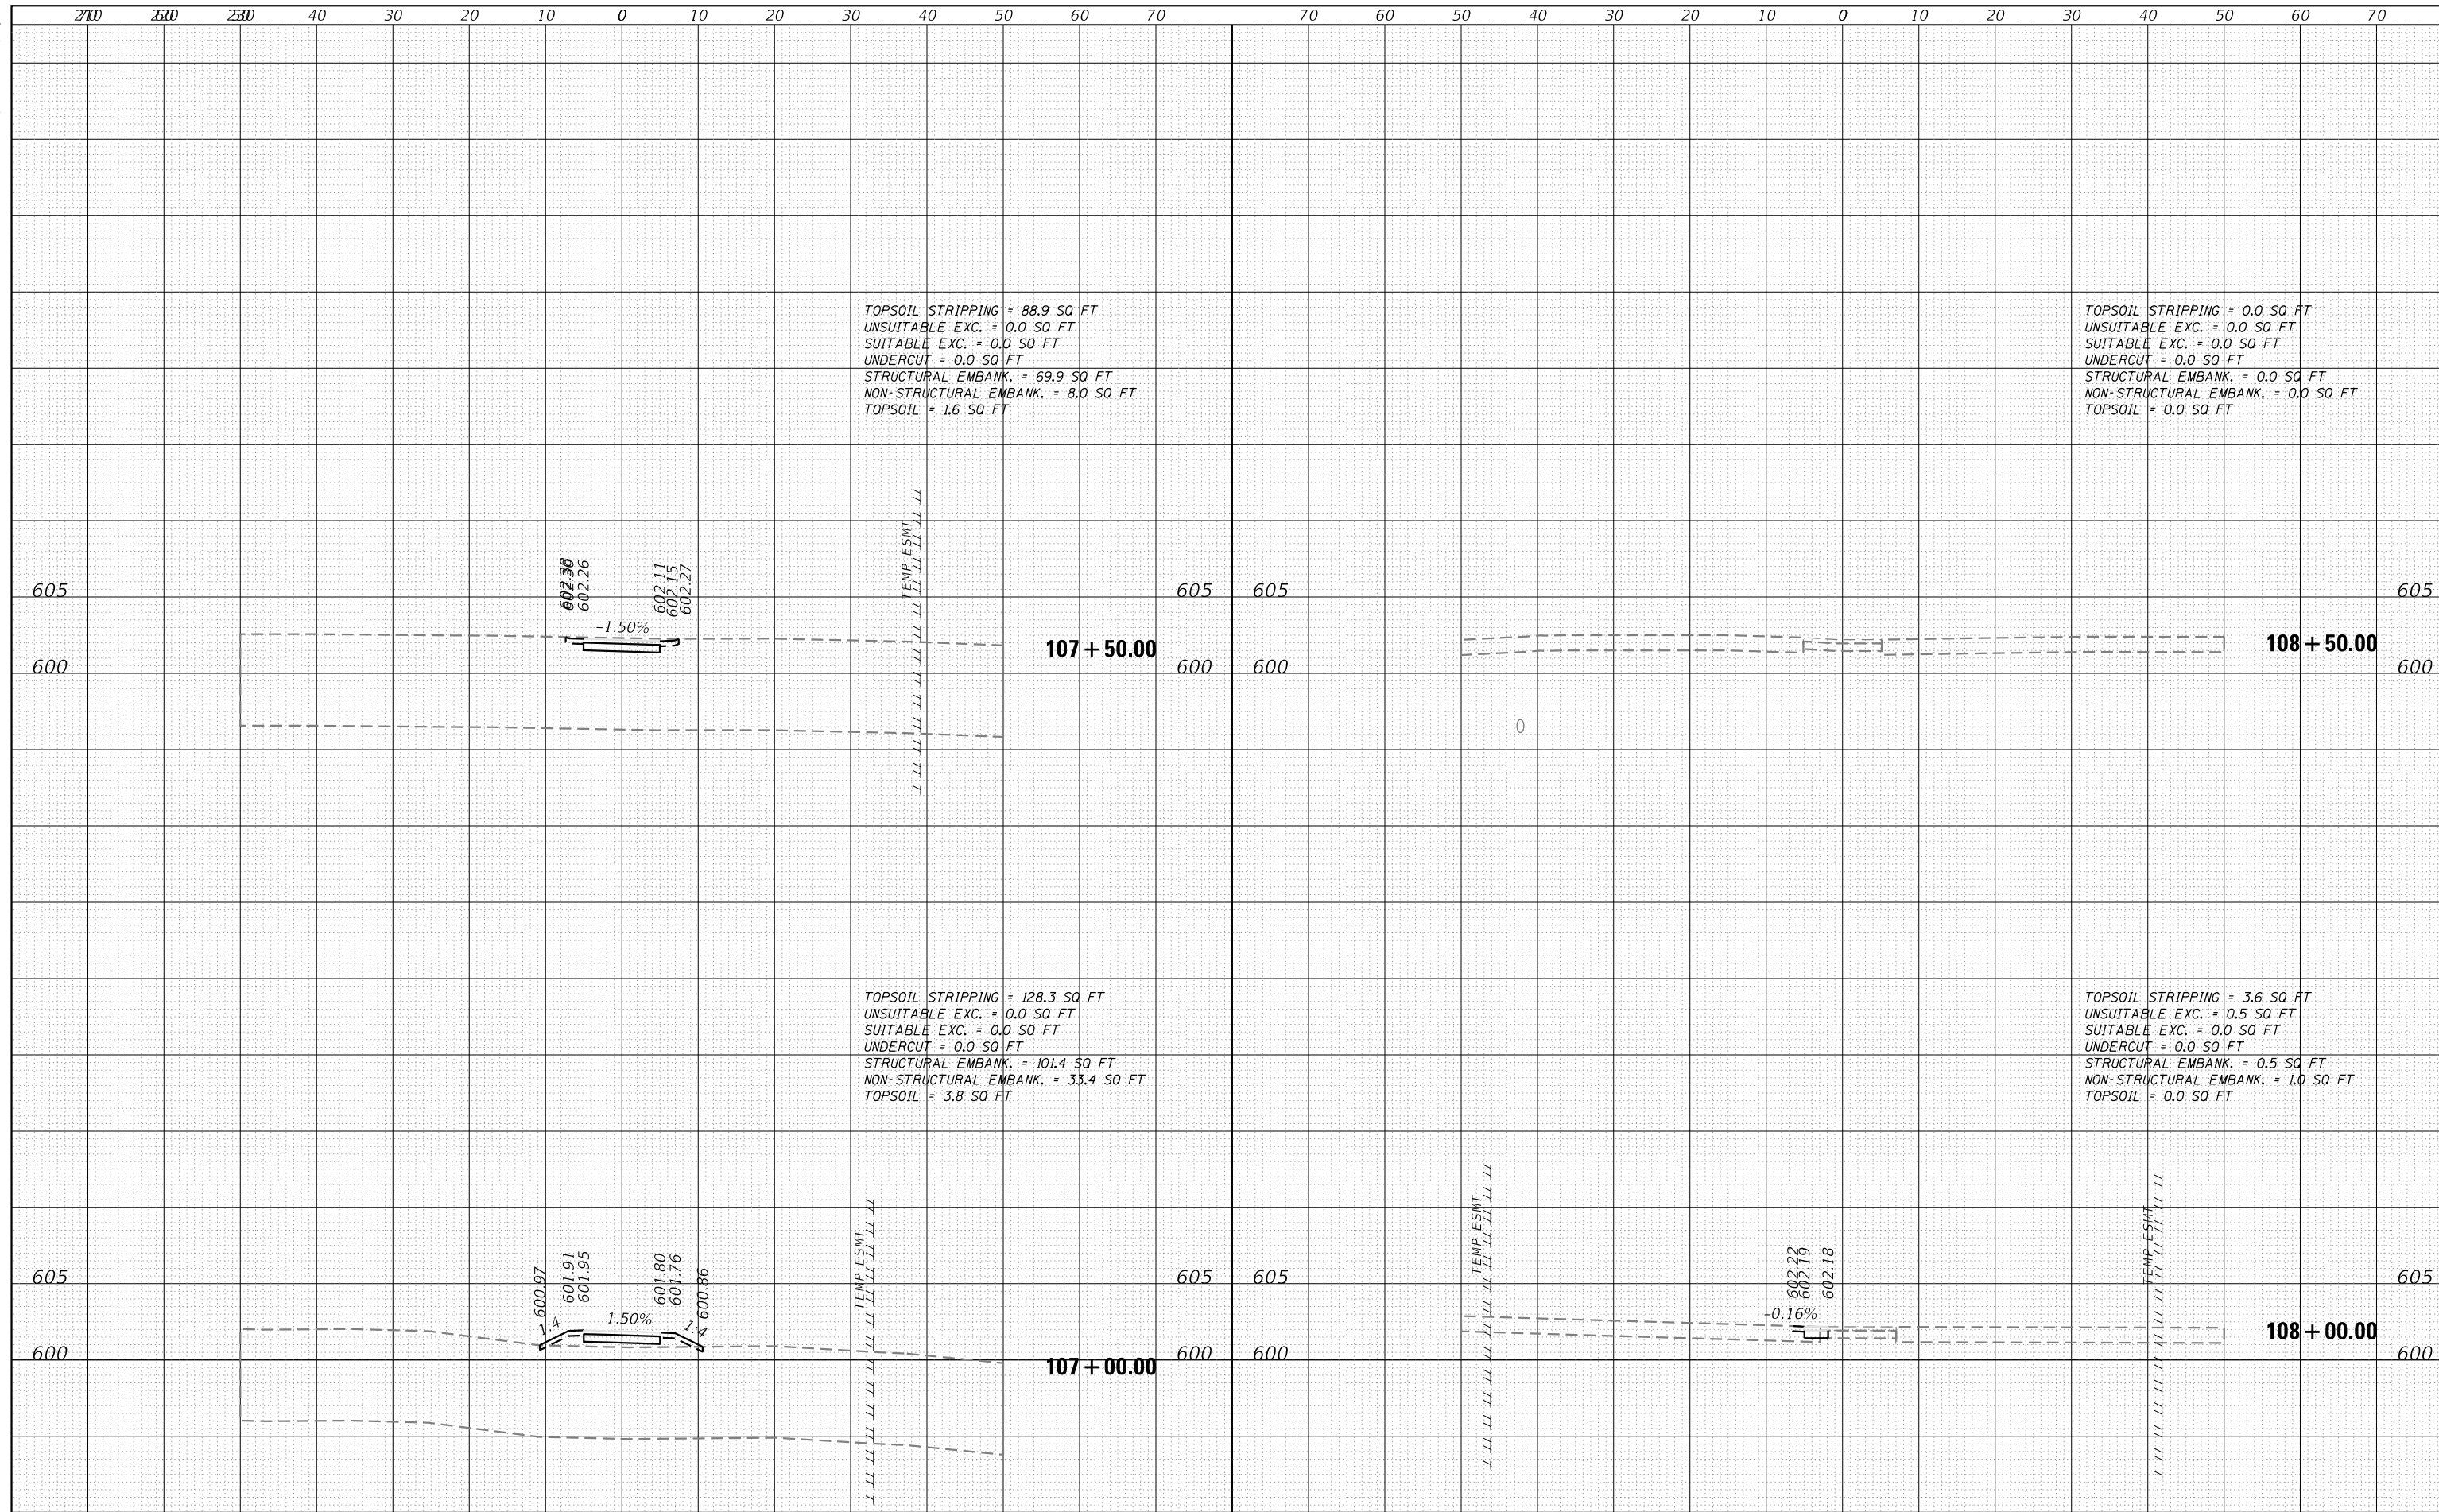 40 30 20 10 0 10 20 30 40 50 60 70 70 60 50 40 30 20 10 0 10 20 30 40 50 60 70
TOPSOIL STRIPPING = 88.9 SQ FT
UNSUITABLE EXC. = 0.0 SQ FT
SUITABLE EXC. = 0.0 SQ FT
UNDERCUT = 0.0 SQ FT
STRUCTURAL EMBANK. = 69.9 SQ FT
NON-STRUCTURAL EMBANK. = 8.0 SQ FT
TOPSOIL = 1.6 SQ FT
TEMP ESMT
602.26
602.11
602.15
602.27
-1.50%
605
605
600
600
107+50.00
TOPSOIL STRIPPING = 0.0 SQ FT
UNSUITABLE EXC. = 0.0 SQ FT
SUITABLE EXC. = 0.0 SQ FT
UNDERCUT = 0.0 SQ FT
STRUCTURAL EMBANK. = 0.0 SQ FT
NON-STRUCTURAL EMBANK. = 0.0 SQ FT
TOPSOIL = 0.0 SQ FT
605
605
600
600
108+50.00
TOPSOIL STRIPPING = 128.3 SQ FT
UNSUITABLE EXC. = 0.0 SQ FT
SUITABLE EXC. = 0.0 SQ FT
UNDERCUT = 0.0 SQ FT
STRUCTURAL EMBANK. = 101.4 SQ FT
NON-STRUCTURAL EMBANK. = 33.4 SQ FT
TOPSOIL = 3.8 SQ FT
TEMP ESMT
600.97
601.91
601.95
601.80
601.76
600.86
1:4
1.50%
1:4
605
605
600
600
107+00.00
TOPSOIL STRIPPING = 3.6 SQ FT
UNSUITABLE EXC. = 0.5 SQ FT
SUITABLE EXC. = 0.0 SQ FT
UNDERCUT = 0.0 SQ FT
STRUCTURAL EMBANK. = 0.5 SQ FT
NON-STRUCTURAL EMBANK. = 1.0 SQ FT
TOPSOIL = 0.0 SQ FT
TEMP ESMT
TEMP ESMT
602.22
602.19
602.18
-0.16%
605
605
600
600
108+00.00